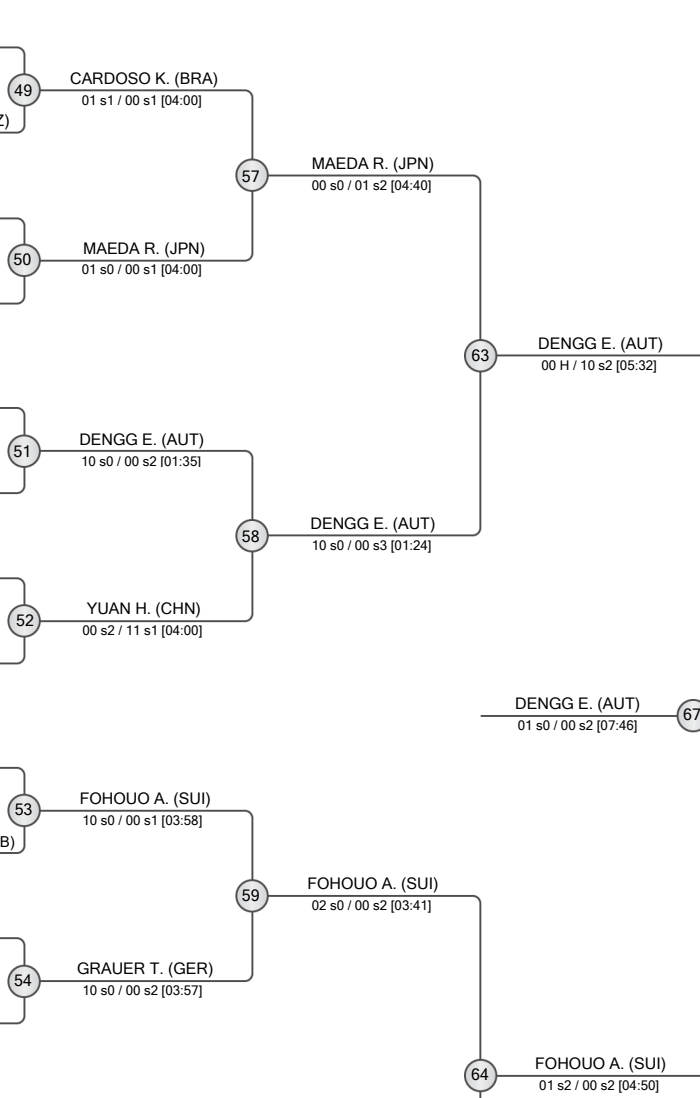 CARDOSO K. (BRA)
49
01 s1 / 00 s1 [04:00]
Z)
MAEDA R. (JPN)
57
00 s0 / 01 s2 [04:40]
MAEDA R. (JPN)
50
01 s0 / 00 s1 [04:00]
DENGG E. (AUT)
63
00 H / 10 s2 [05:32]
DENGG E. (AUT)
51
10 s0 / 00 s2 [01:35]
DENGG E. (AUT)
58
10 s0 / 00 s3 [01:24]
YUAN H. (CHN)
52
00 s2 / 11 s1 [04:00]
DENGG E. (AUT)
67
01 s0 / 00 s2 [07:46]
FOHOUO A. (SUI)
53
10 s0 / 00 s1 [03:58]
B)
FOHOUO A. (SUI)
59
02 s0 / 00 s2 [03:41]
GRAUER T. (GER)
54
10 s0 / 00 s2 [03:57]
FOHOUO A. (SUI)
64
01 s2 / 00 s2 [04:50]